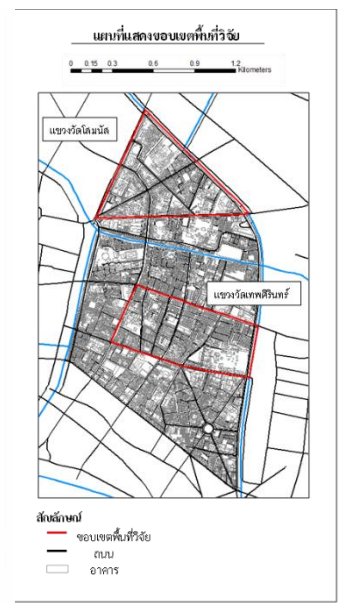 แผนที่แสดงขอบเขตพื้นที่วิจัย
0 0.15 0.3 0.6 0.9 1.2
Kilometers
แขวงวัดโสมนัส
แขวงวัดเทพศิรินทร์
สัญลักษณ์
ขอบเขตพื้นที่วิจัย
ถนน
อาคาร